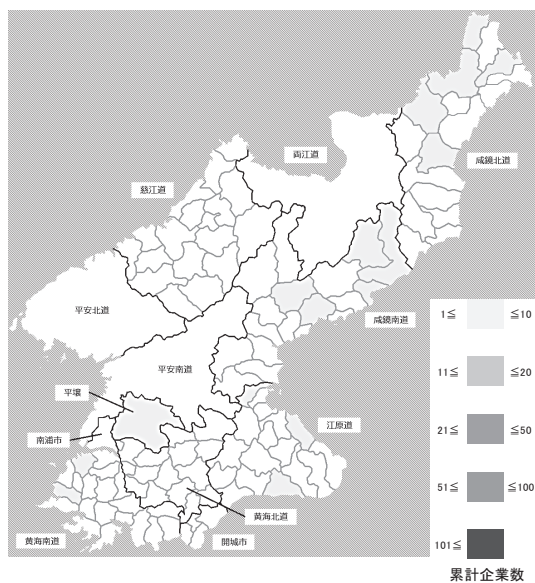 両江道
咸鏡北道
慈江道
平安北道
咸鏡南道
平安南道
平壌
南浦市
江原道
黄海北道
黄海南道
開城市
1≦ ≦10
11≦ ≦20
21≦ ≦50
51≦ ≦100
101≦
累計企業数